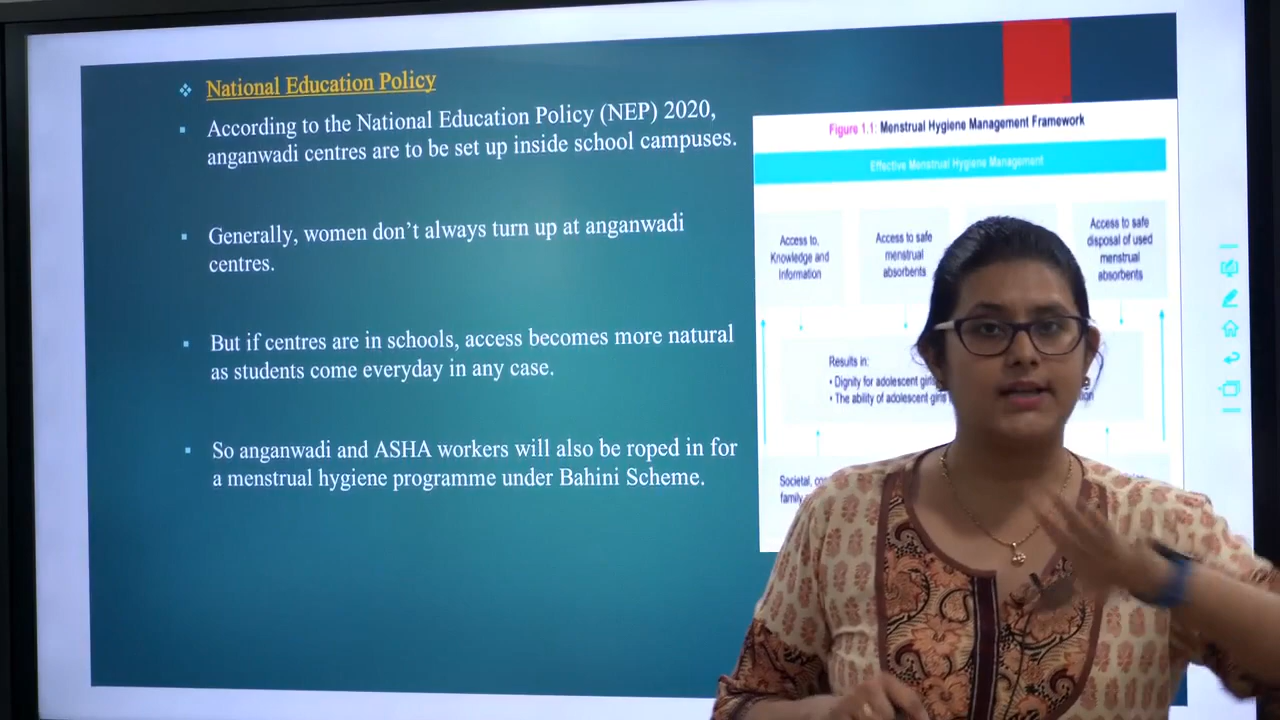 National Education Policy
According to the National Education Policy (NEP) 2020,
anganwadi centres are to be set up inside school campuses.
Generally, women don't always turn up at anganwadi
centres.
But if centres are in schools, access becomes more natural
as students come everyday in any case.
So anganwadi and ASHA workers will also be roped in for
a menstrual hygiene programme under Bahini Scheme.
Figure 1.1: Menstrual Hygiene Management Framework
Effective Menstrual Hygiene Management
Access to,
Knowledge and
Information
Access to safe
menstrual
absorbents
Access to safe
disposal of used
menstrual
absorbents
Results in:
• Dignity for adolescent girls
• The ability of adolescent girls
Societal,
family